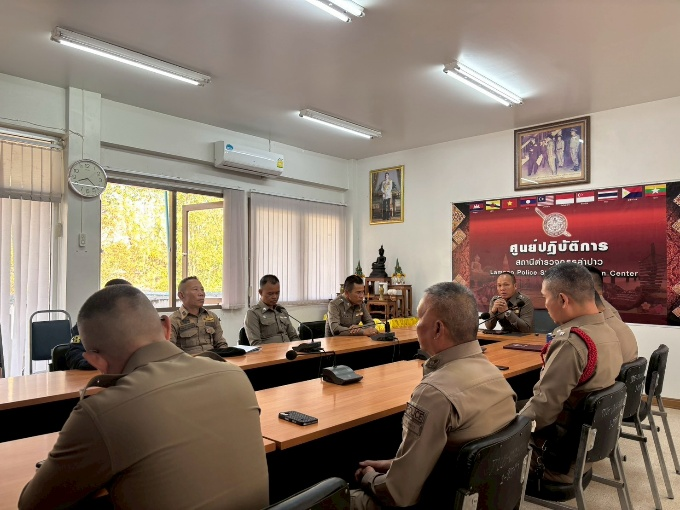 ศูนย์ปฏิบัติการ
สถานีตำรวจภูธรลำปาว
Lampao Police Center